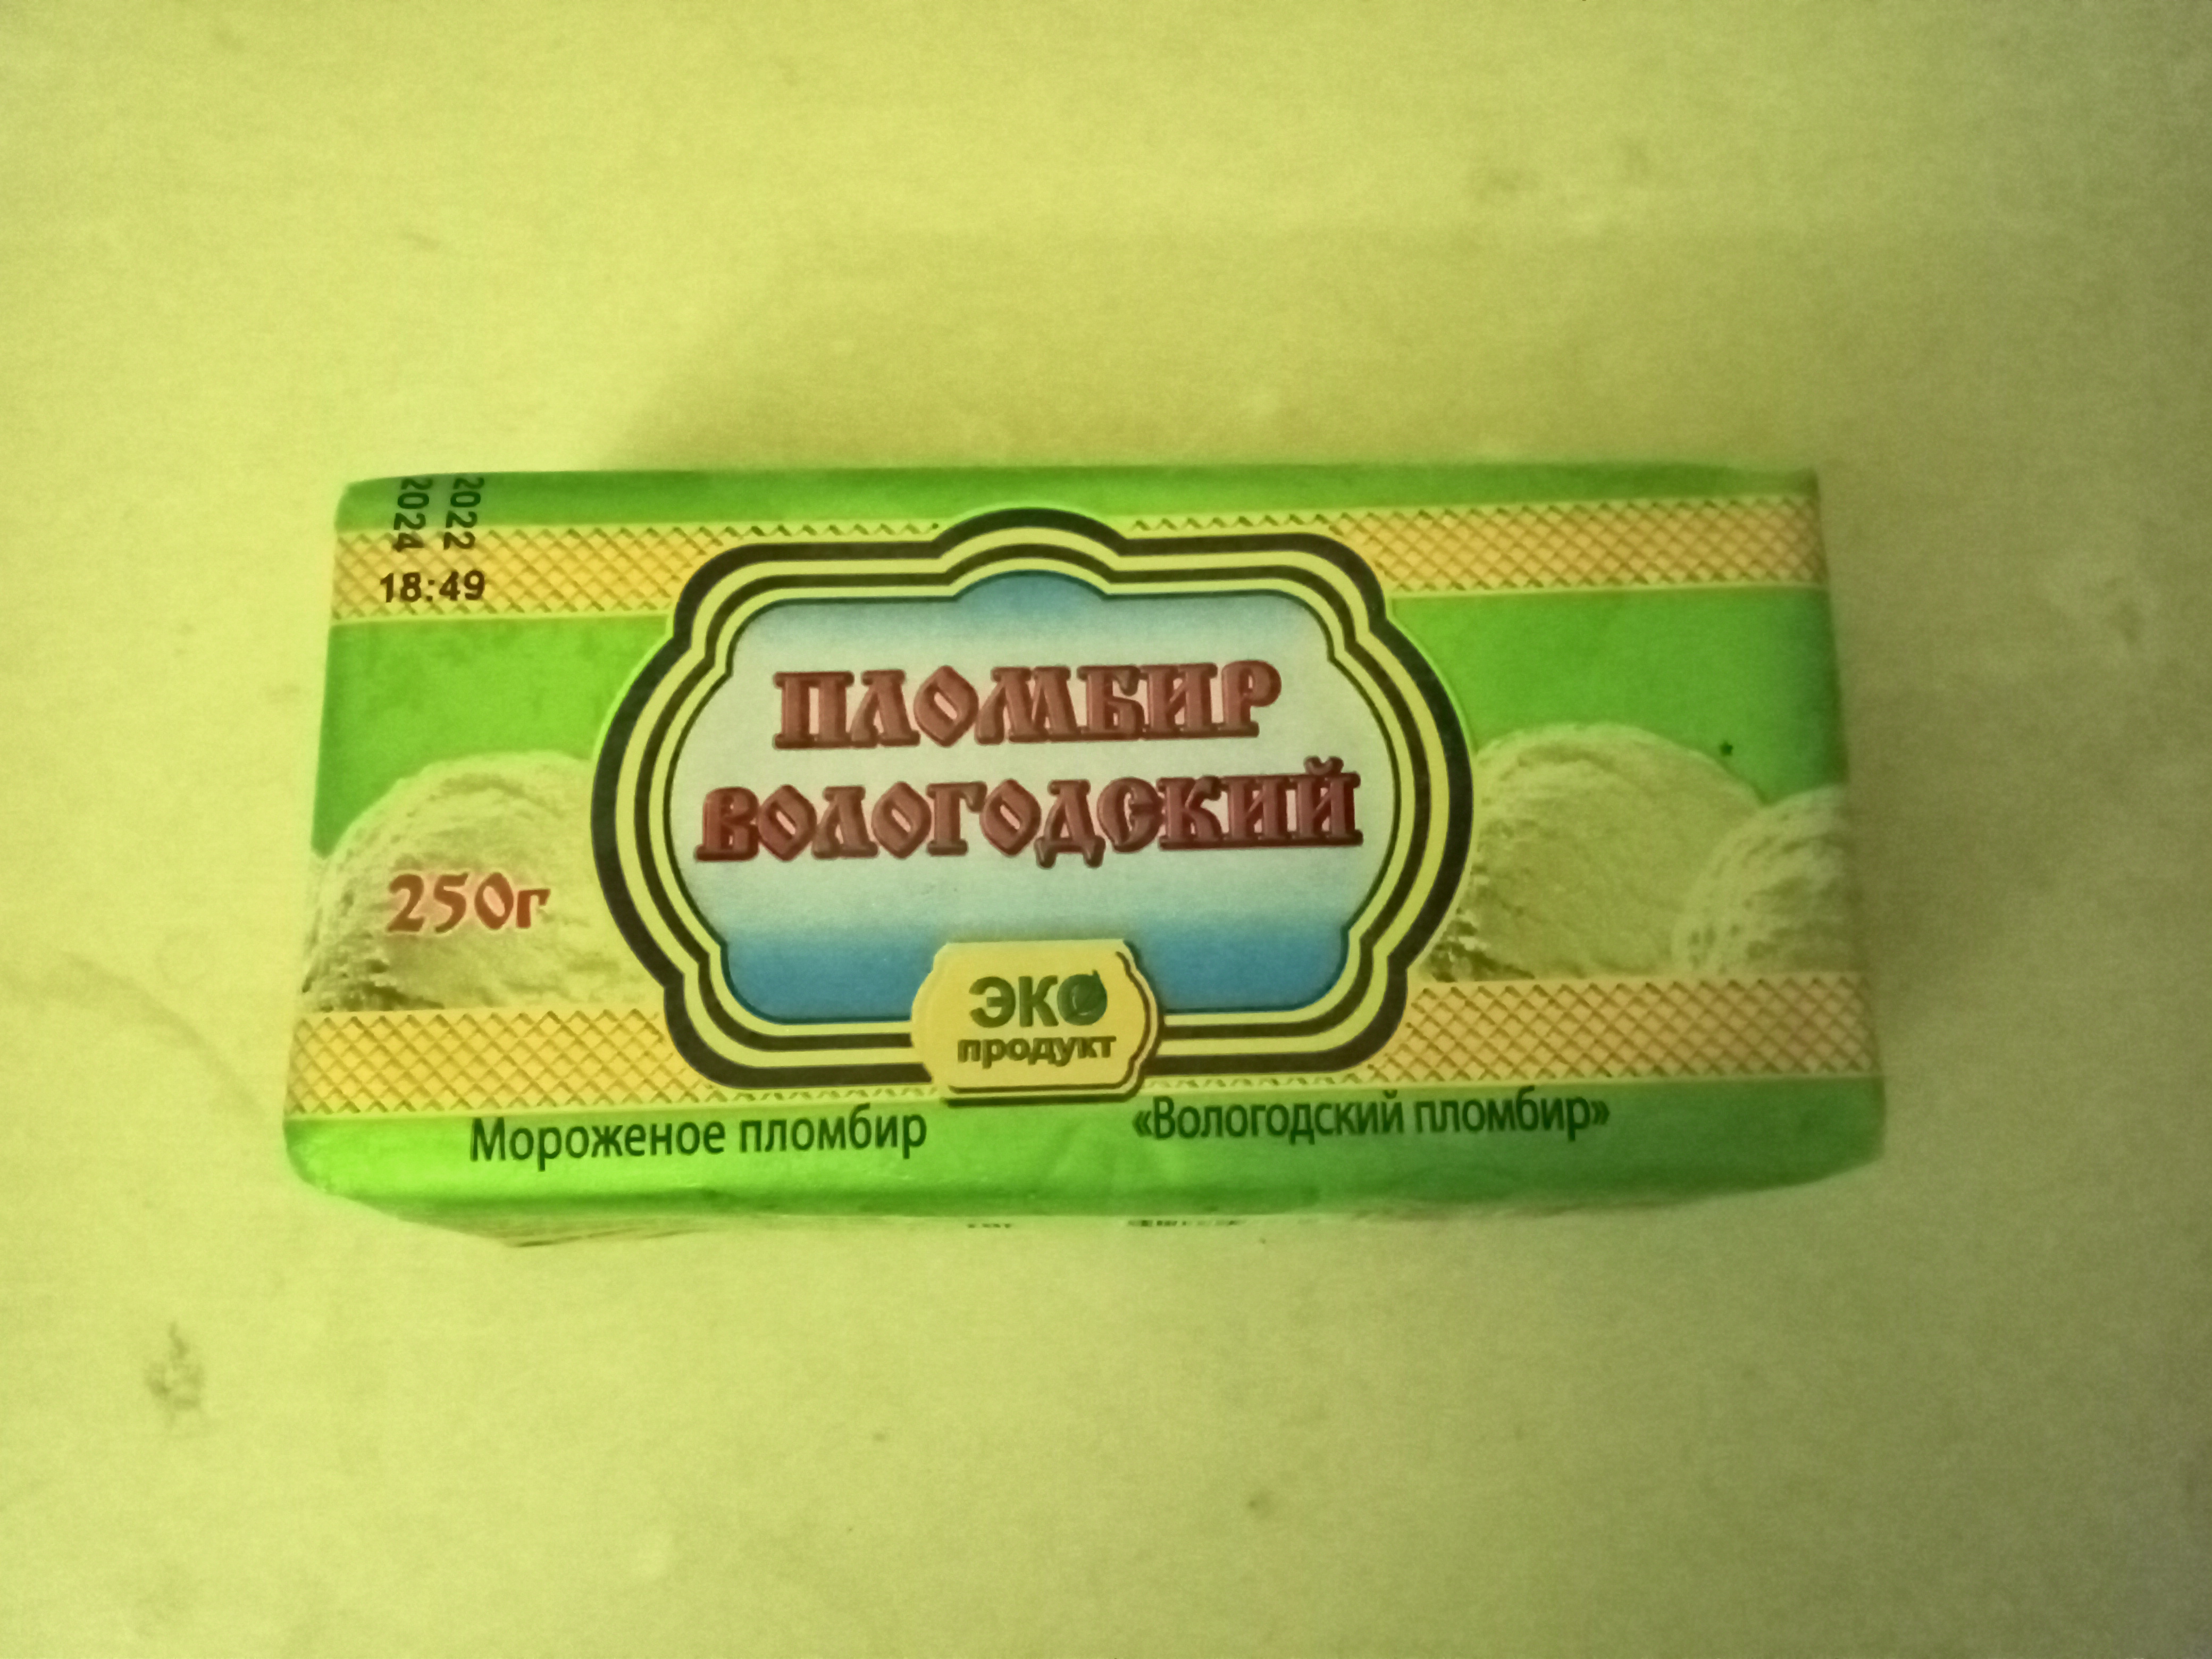 2022
2024
18:49
ПЛОМБИР
ВОЛОГОДСКИЙ
250г
ЭКО
продукт
Мороженое пломбир
«Вологодский пломбир»